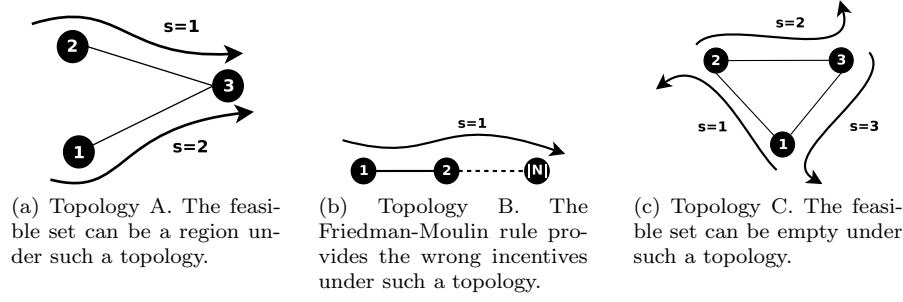 s=1
2
3
1
s=2
s=1
1
2
|N|
s=2
2
3
s=1
s=3
1
(a) Topology A. The feasi-
ble set can be a region un-
der such a topology.
(b) Topology B. The
Friedman-Moulin rule pro-
vides the wrong incentives
under such a topology.
(c) Topology C. The feasi-
ble set can be empty under
such a topology.